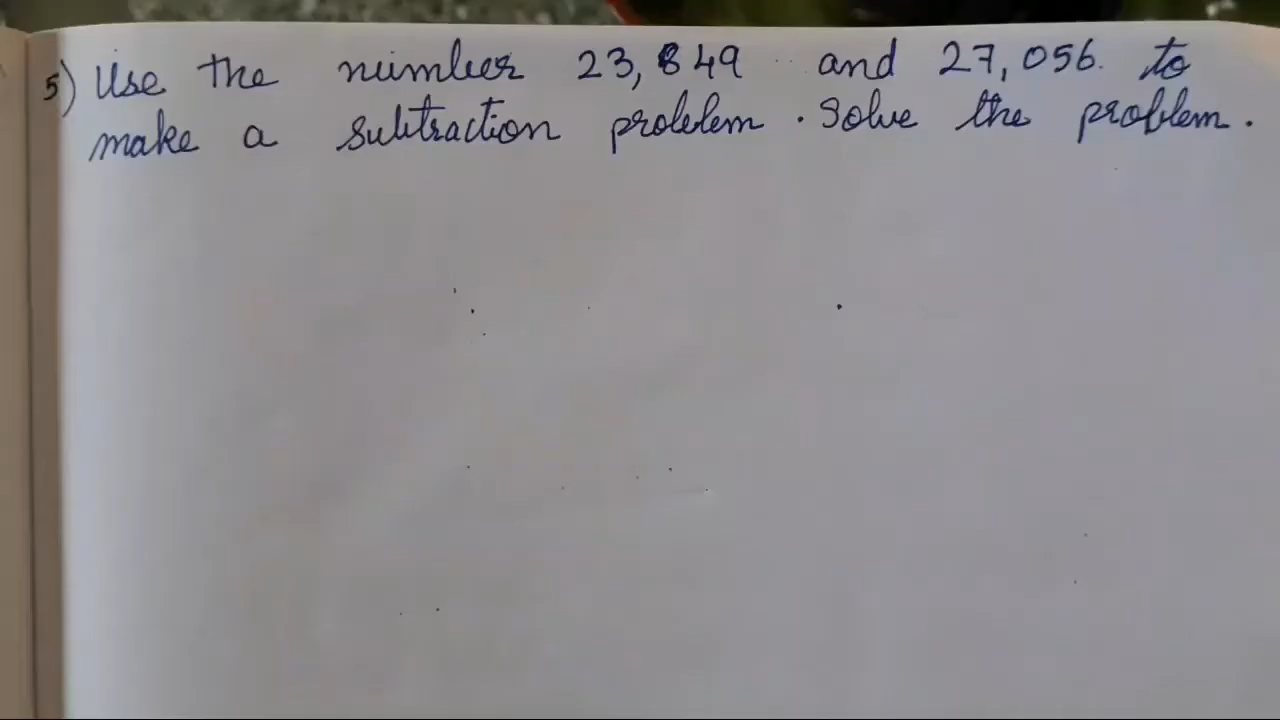 5) Use the number 23,849 and 27,056. to
make a subtraction problem. Solve the problem.